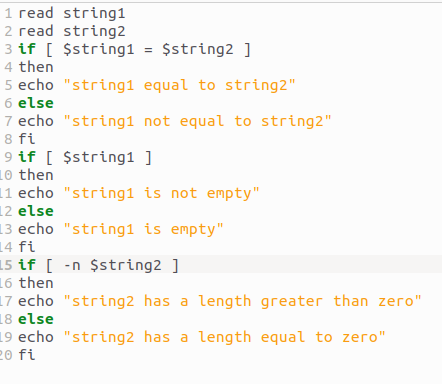 1 read string1
2 read string2
3 if [ $string1 = $string2 ]
4 then
5 echo "string1 equal to string2"
6 else
7 echo "string1 not equal to string2"
8 fi
9 if [ $string1 ]
10 then
11 echo "string1 is not empty"
12 else
13 echo "string1 is empty"
14 fi
15 if [ -n $string2 ]
16 then
17 echo "string2 has a length greater than zero"
18 else
19 echo "string2 has a length equal to zero"
20 fi